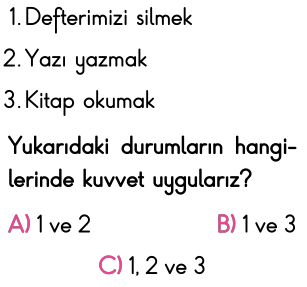 1. Defterimizi silmek
2. Yazı yazmak
3. Kitap okumak
Yukarıdaki durumların hangi-
lerinde kuvvet uygularız?
A) 1 ve 2 B) 1 ve 3
C) 1, 2 ve 3